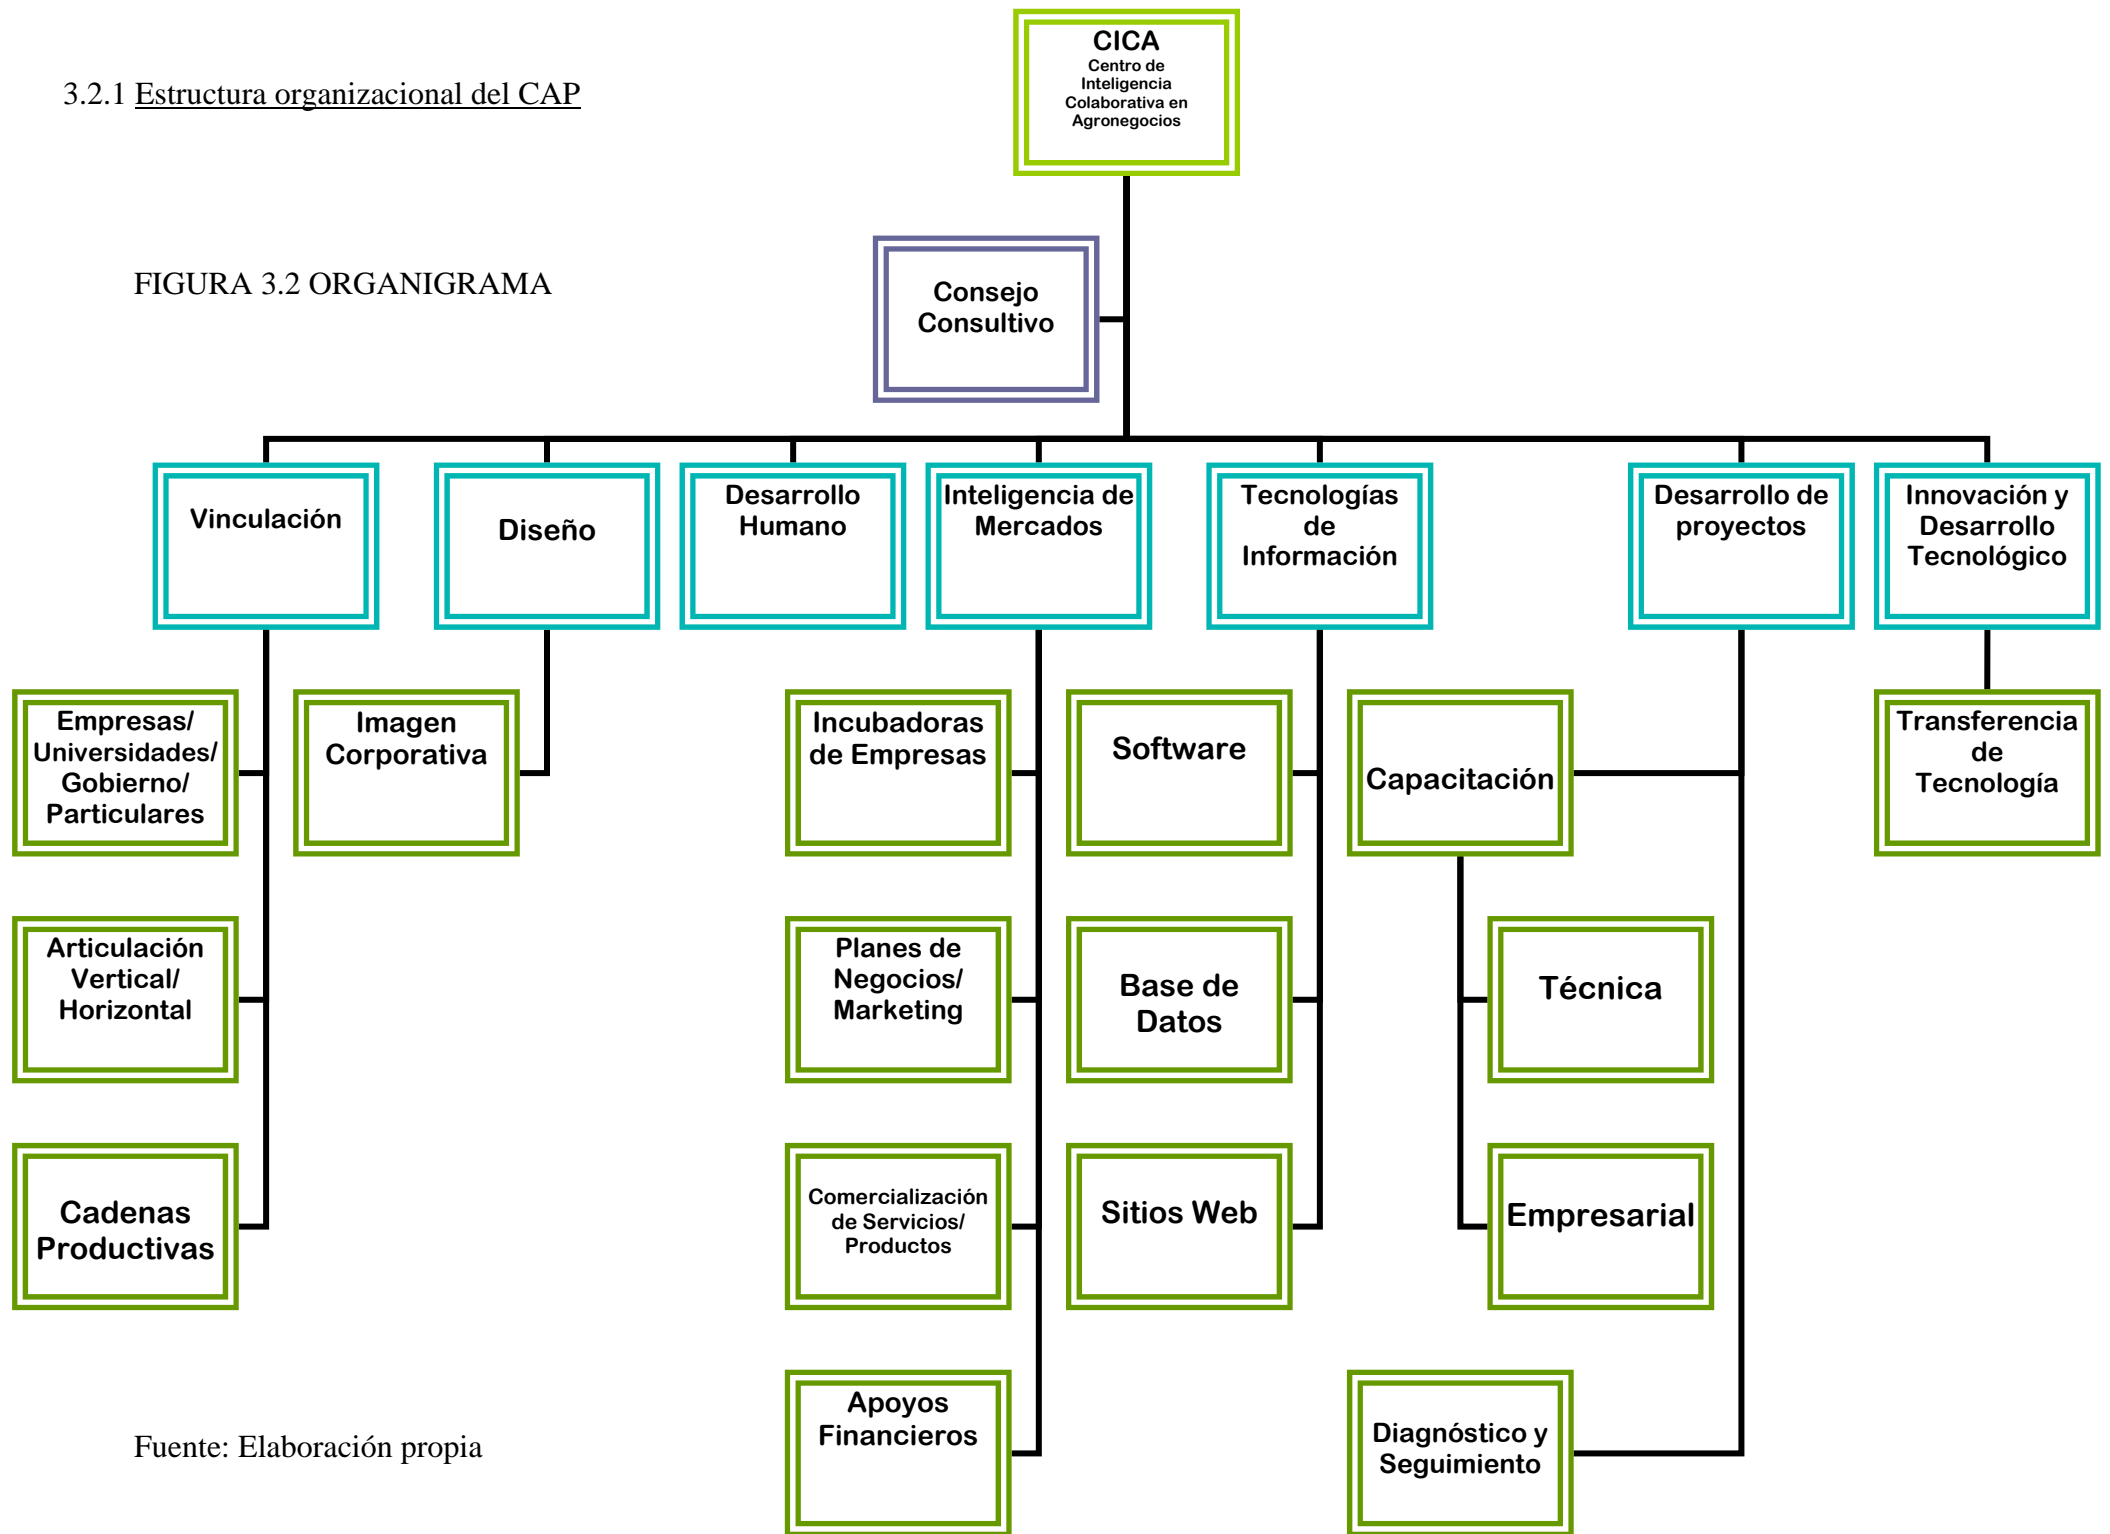 3.2.1 Estructura organizacional del CAP
CICA
Centro de
Inteligencia
Colaborativa en
Agronegocios
FIGURA 3.2 ORGANIGRAMA
Consejo
Consultivo
Vinculación
Diseño
Desarrollo
Humano
Inteligencia de
Mercados
Tecnologías
de
Información
Desarrollo de
proyectos
Innovación y
Desarrollo
Tecnológico
Empresas/
Universidades/
Gobierno/
Particulares
Imagen
Corporativa
Incubadoras
de Empresas
Software
Capacitación
Transferencia
de
Tecnología
Articulación
Vertical/
Horizontal
Planes de
Negocios/
Marketing
Base de
Datos
Técnica
Cadenas
Productivas
Comercialización
de Servicios/
Productos
Sitios Web
Empresarial
Apoyos
Financieros
Diagnóstico y
Seguimiento
Fuente: Elaboración propia